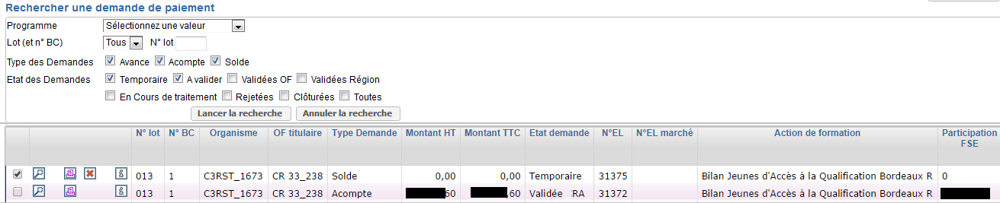 Rechercher une demande de paiement
Programme Sélectionnez une valeur
Lot (et n° BC) Tous N° lot
Type des Demandes Avance Acompte Solde
Etat des Demandes Temporaire A valider Validées OF Validées Région
En Cours de traitement Rejetées Clôturées Toutes
Lancer la recherche Annuler la recherche
N° lot N° BC Organisme OF titulaire Type Demande Montant HT Montant TTC Etat demande N°EL N°EL marché Action de formation Participation FSE
013 1 C3RST_1673 CR 33_238 Solde 0,00 0,00 Temporaire 31375 Bilan Jeunes d'Accès à la Qualification Bordeaux R 0
013 1 C3RST_1673 CR 33_238 Acompte 60 ,60 Validée RA 31372 Bilan Jeunes d'Accès à la Qualification Bordeaux R